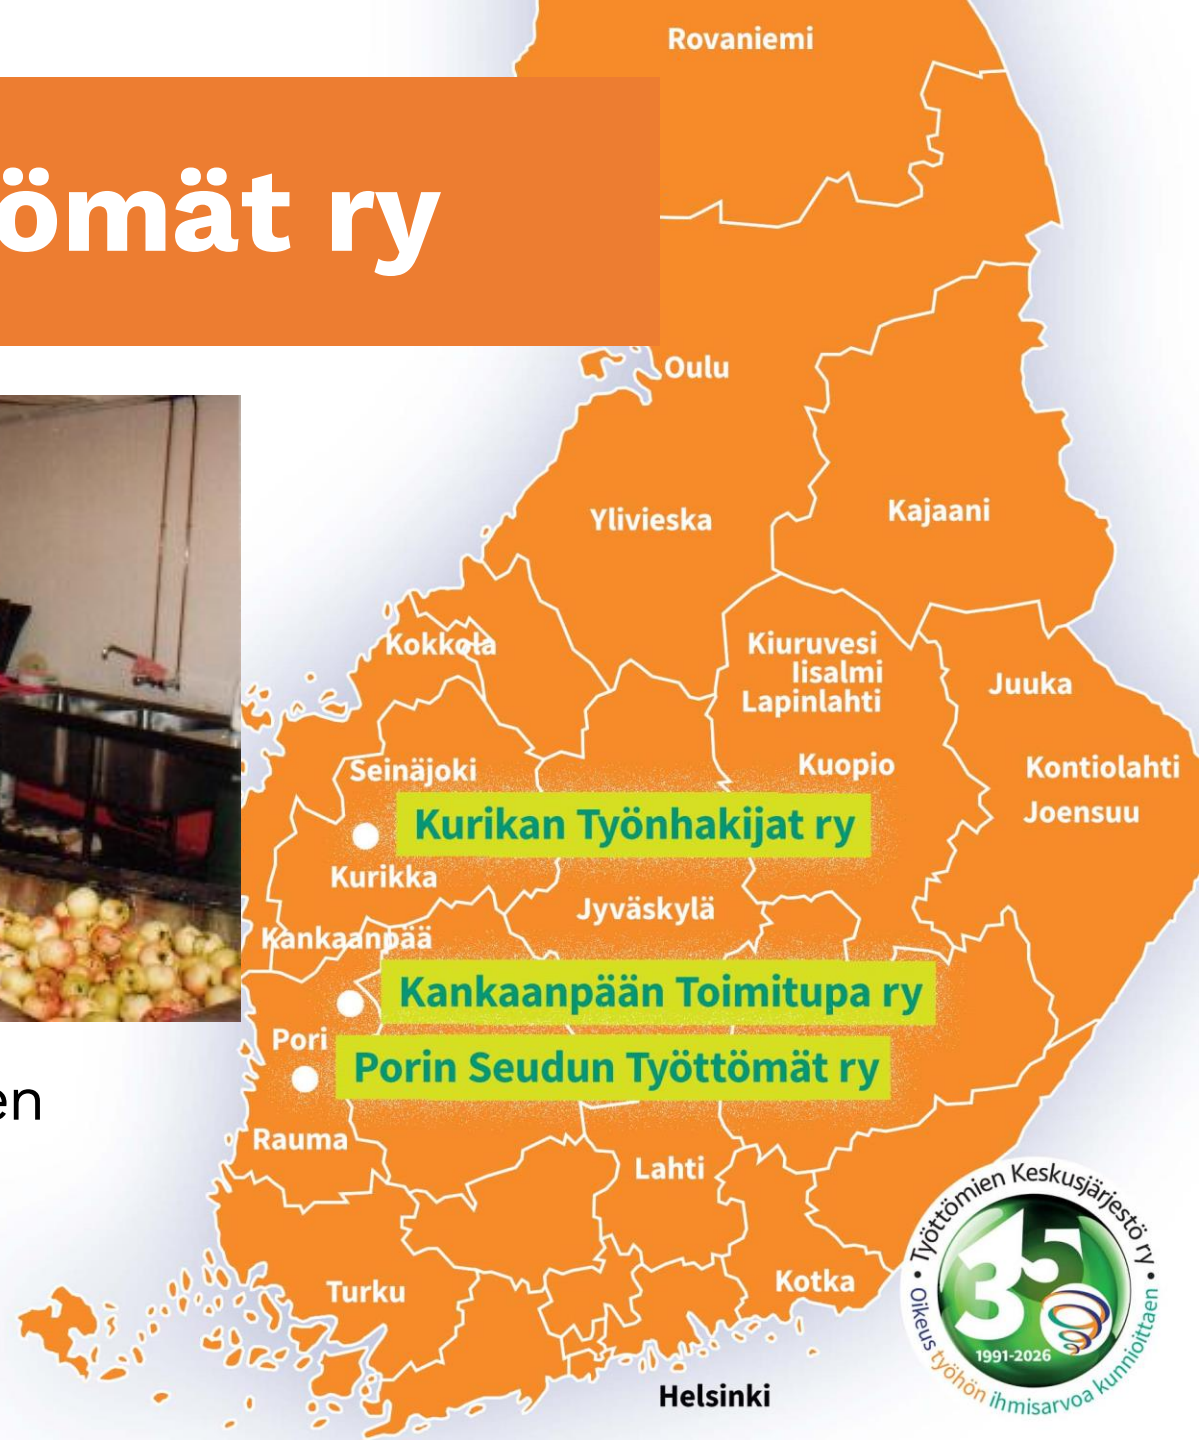 Rovaniemi
ömät ry
Oulu
Ylivieska
Kajaani
Kokkola
Kiuruvesi
Iisalmi
Lapinlahti
Juuka
Kuopio
Kontiolahti
Joensuu
Seinäjoki
Kurikan Työnhakijat ry
Kurikka
Jyväskylä
Kankaanpää
Kankaanpään Toimitupa ry
Pori
Porin Seudun Työttömät ry
en
Rauma
Lahti
Turku
Kotka
Helsinki
• Työttömien Keskusjärjestö ry •
35
1991-2026
Oikeus työhön ihmisarvoa kunnioittaen